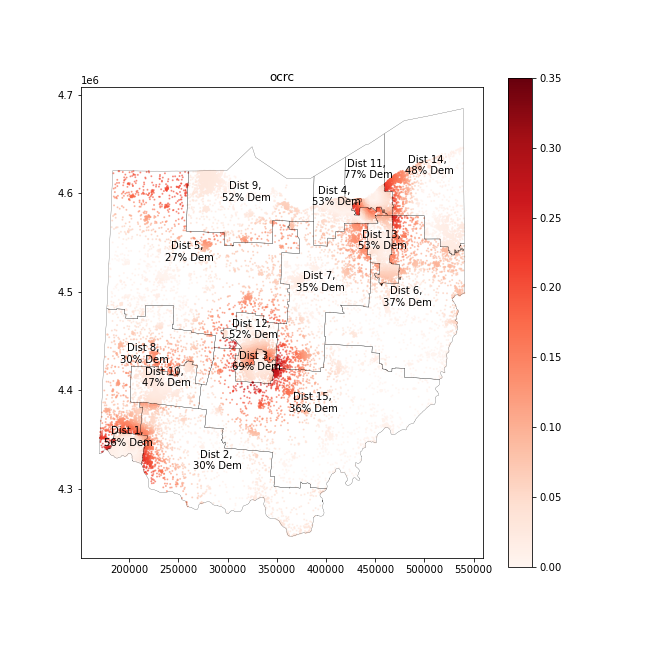 ocrc
1e6
4.7
4.6
4.5
4.4
4.3
200000 250000 300000 350000 400000 450000 500000 550000
Dist 11,
77% Dem
Dist 14,
48% Dem
Dist 9,
52% Dem
Dist 4,
53% Dem
Dist 13,
53% Dem
Dist 5,
27% Dem
Dist 7,
35% Dem
Dist 6,
37% Dem
Dist 12,
52% Dem
Dist 8,
30% Dem
Dist 3,
69% Dem
Dist 10,
47% Dem
Dist 15,
36% Dem
Dist 1,
56% Dem
Dist 2,
30% Dem
0.35
0.30
0.25
0.20
0.15
0.10
0.05
0.00